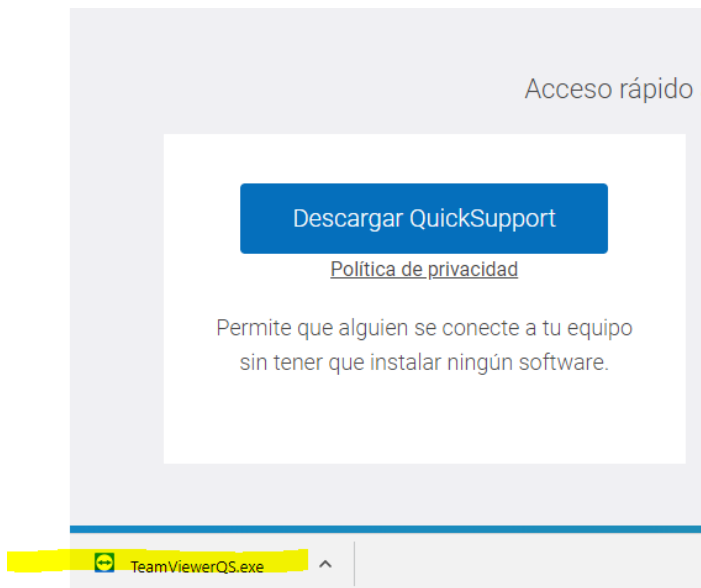 Acceso rápido
Descargar QuickSupport
Política de privacidad
Permite que alguien se conecte a tu equipo
sin tener que instalar ningún software.
TeamViewerQS.exe